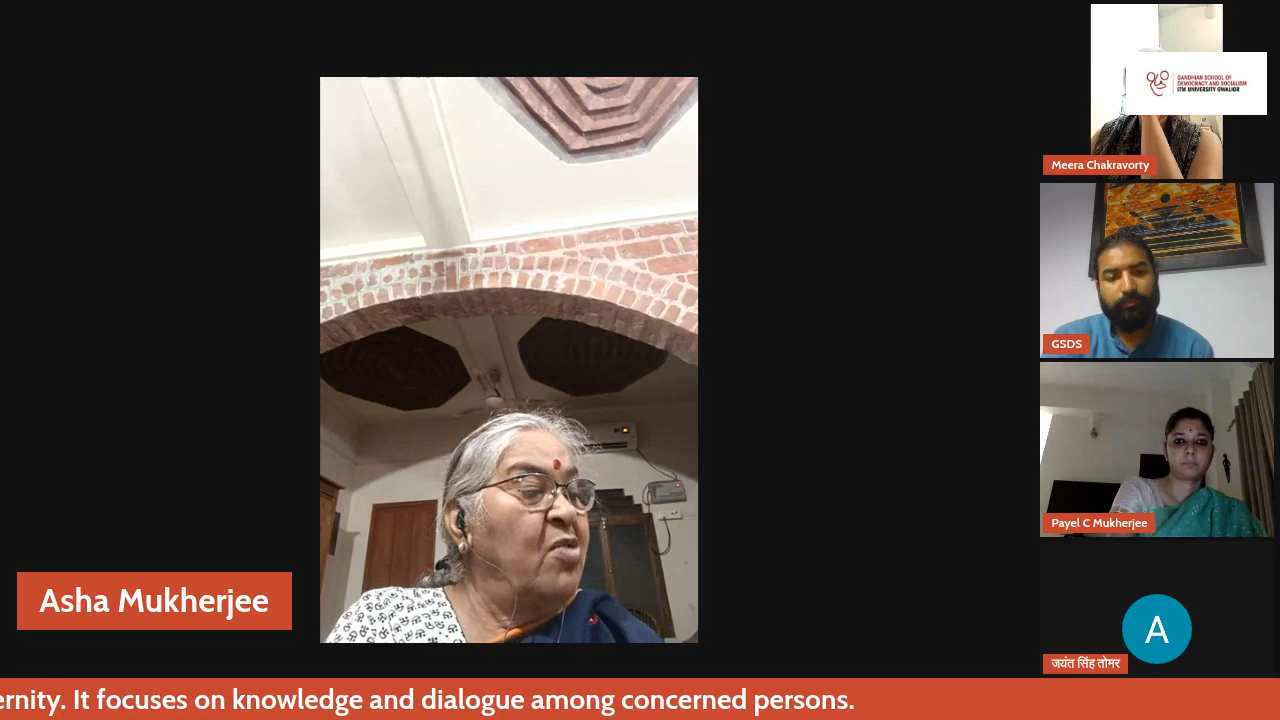 GANDHIAN SCHOOL OF
DEMOCRACY AND SOCIALISM
ITM UNIVERSITY GWALIOR
Meera Chakravorty
GSDS
Payel C Mukherjee
A
जयंत सिंह तोमर
Asha Mukherjee
ernity. It focuses on knowledge and dialogue among concerned persons.